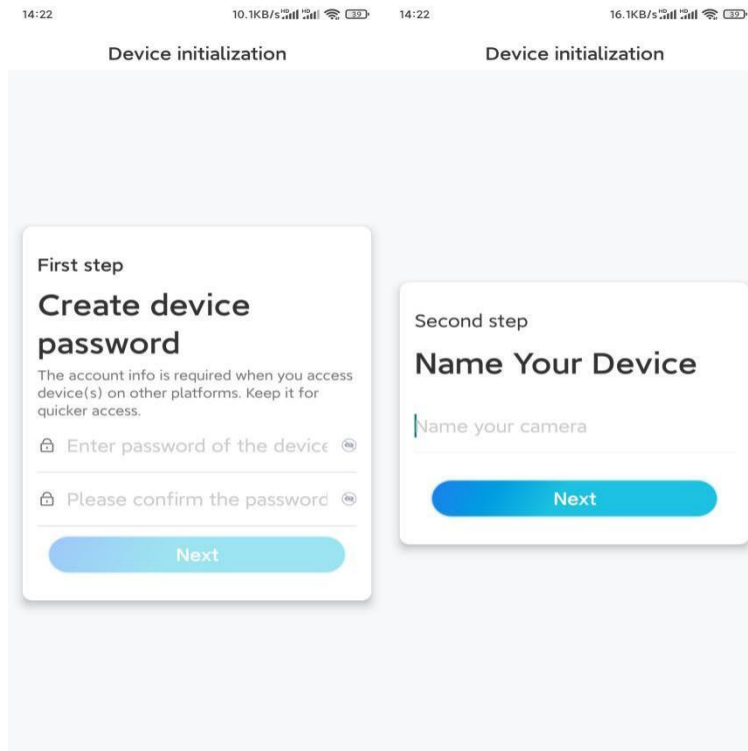 14:22
10.1KB/s
39
Device initialization
First step
Create device
password
The account info is required when you access
device(s) on other platforms. Keep it for
quicker access.
Enter password of the device
Please confirm the password
Next
14:22
16.1KB/s
39
Device initialization
Second step
Name Your Device
Name your camera
Next